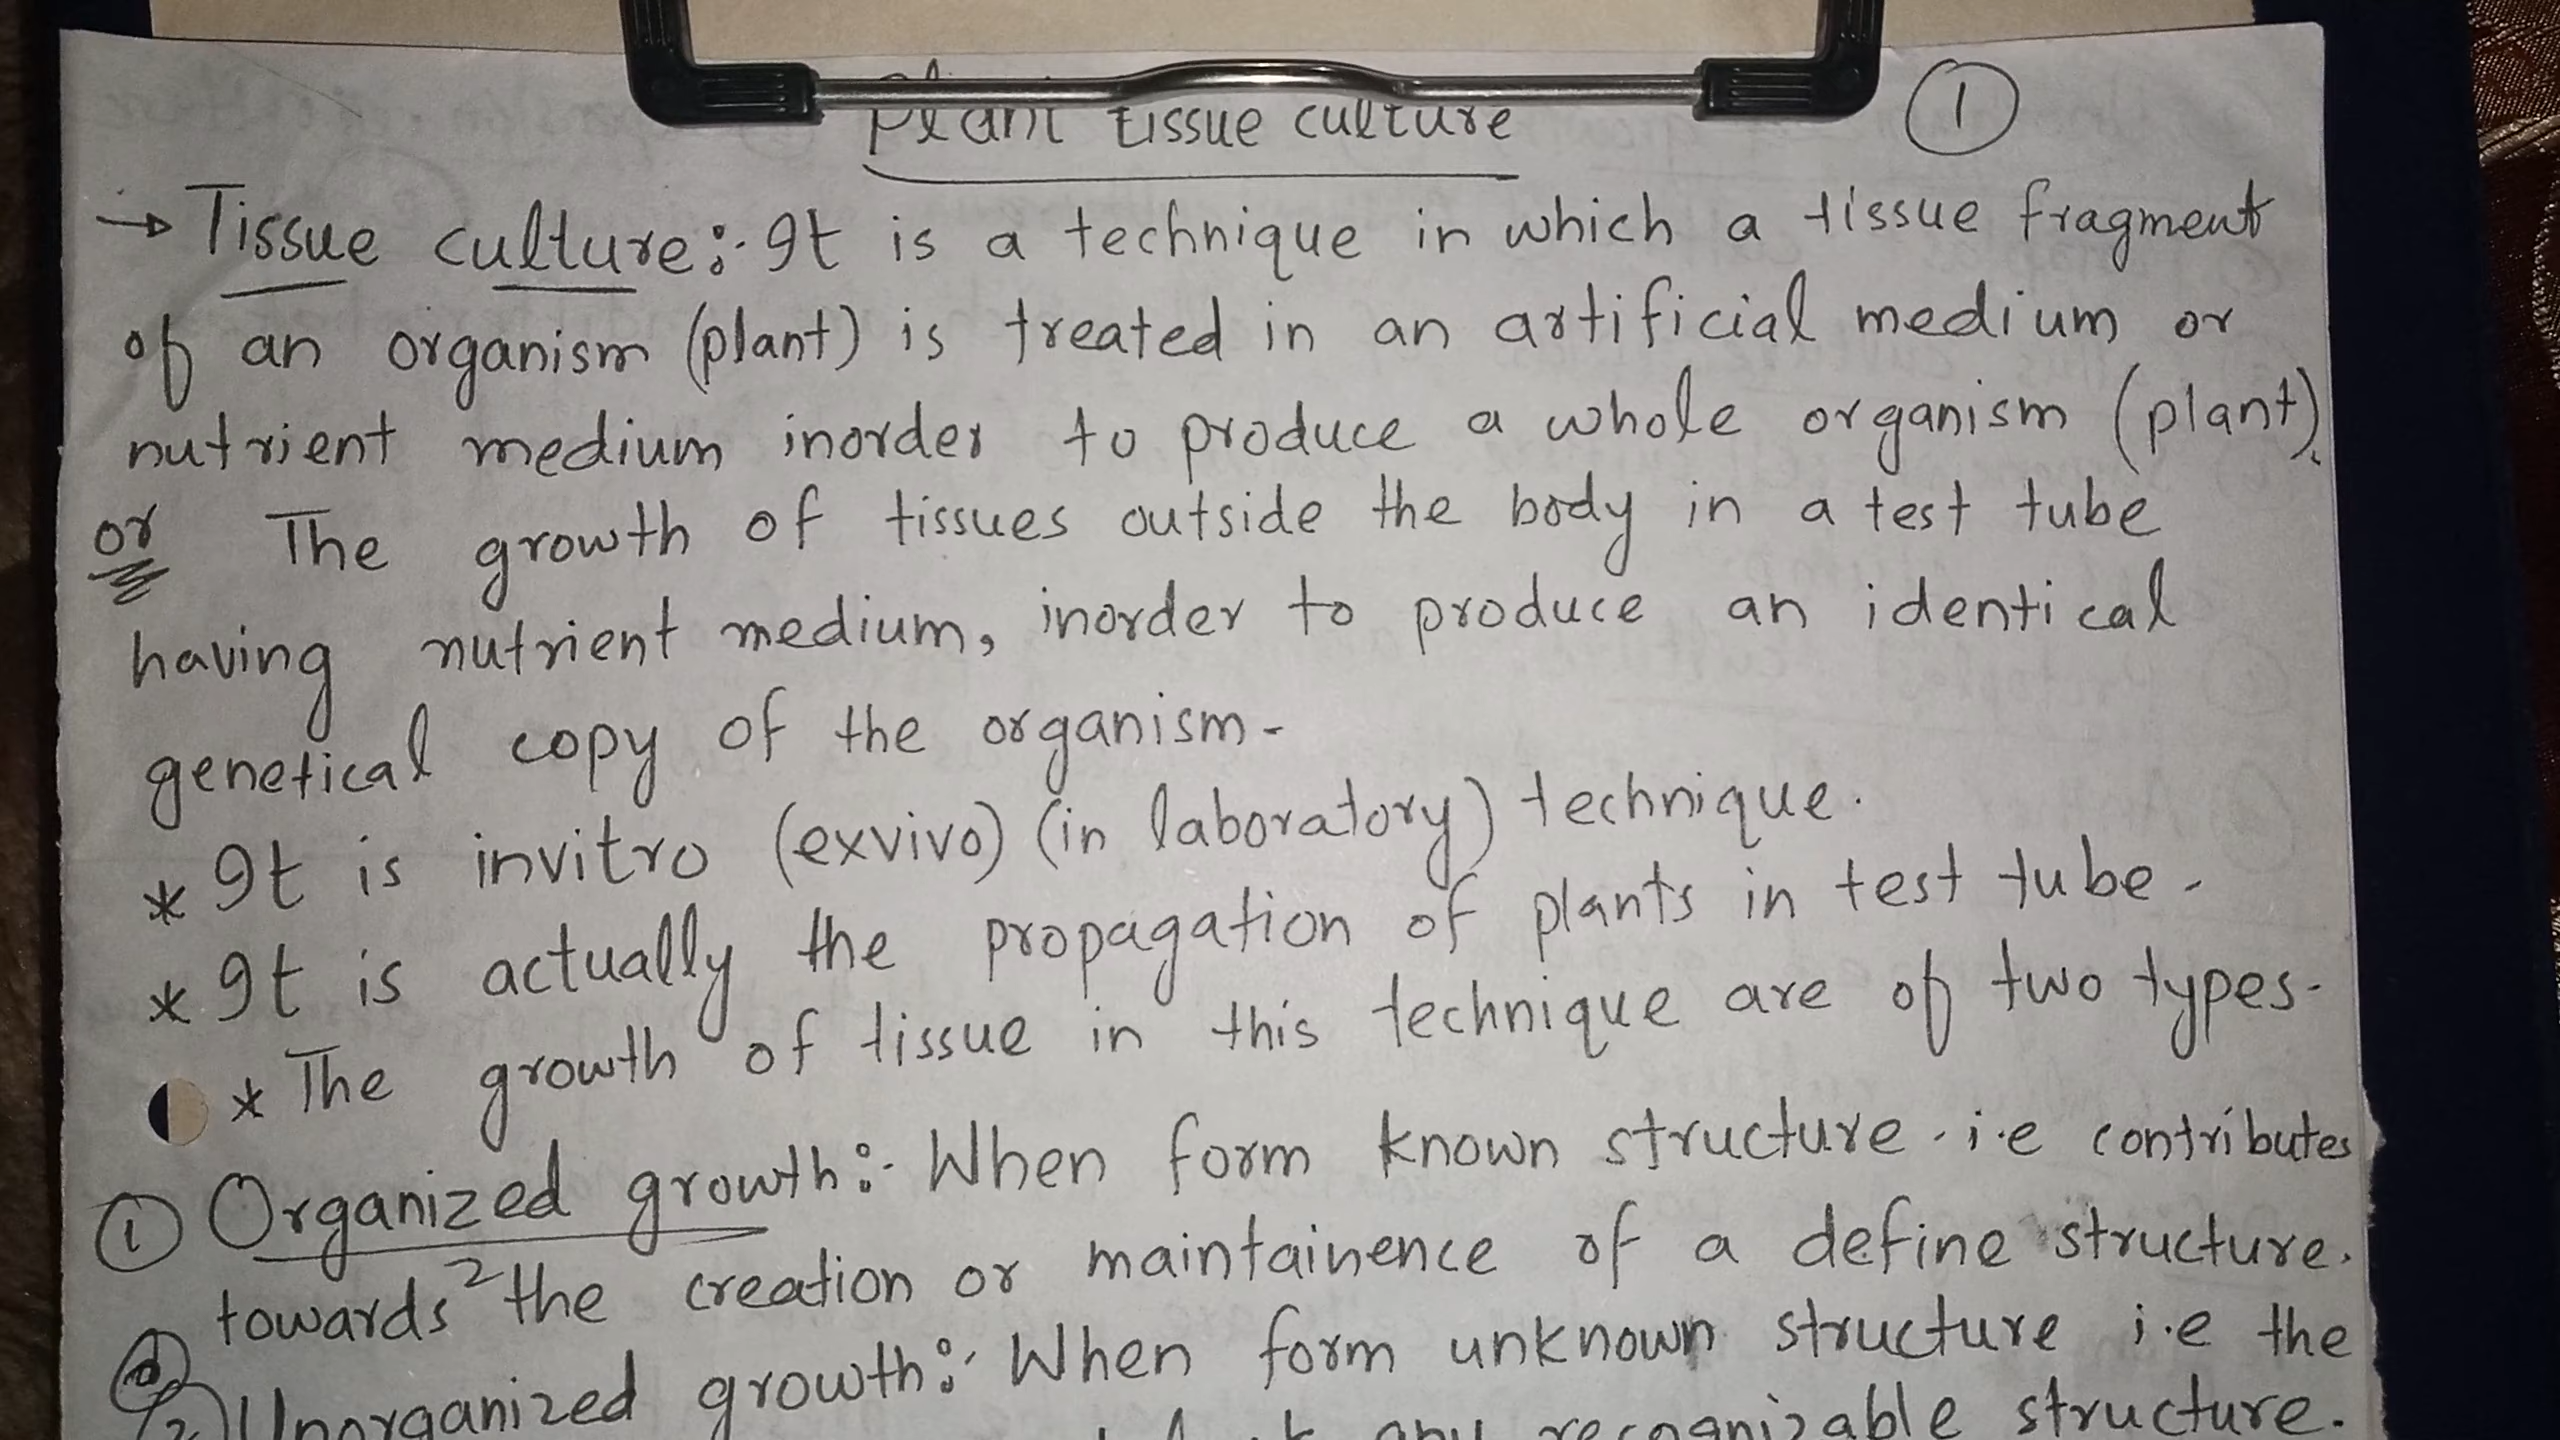 Plant tissue culture
1
→ Tissue culture:- It is a technique in which a tissue fragment
of an organism (plant) is treated in an artificial medium or
nutrient medium inorder to produce a whole organism (plant).
or The growth of tissues outside the body in a test tube
having nutrient medium, inorder to produce an identical
genetical copy of the organism-
* It is invitro (exvivo) (in laboratory) technique.
* It is actually the propagation of plants in test tube-
* The growth of tissue in this technique are of two types-
① Organized growth:- When form known structure. i.e contributes
towards the creation or maintainence of a define structure.
2) Unorganized growth:- When form unknown structure i.e the
any recognizable structure.